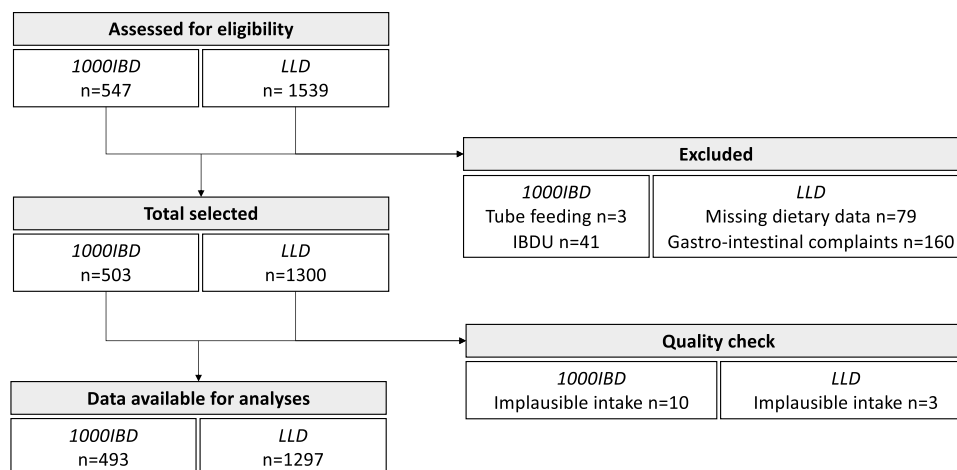 Assessed for eligibility
1000IBD
n=547
LLD
n= 1539
Excluded
1000IBD
Tube feeding n=3
IBDU n=41
LLD
Missing dietary data n=79
Gastro-intestinal complaints n=160
Total selected
1000IBD
n=503
LLD
n=1300
Quality check
1000IBD
Implausible intake n=10
LLD
Implausible intake n=3
Data available for analyses
1000IBD
n=493
LLD
n=1297